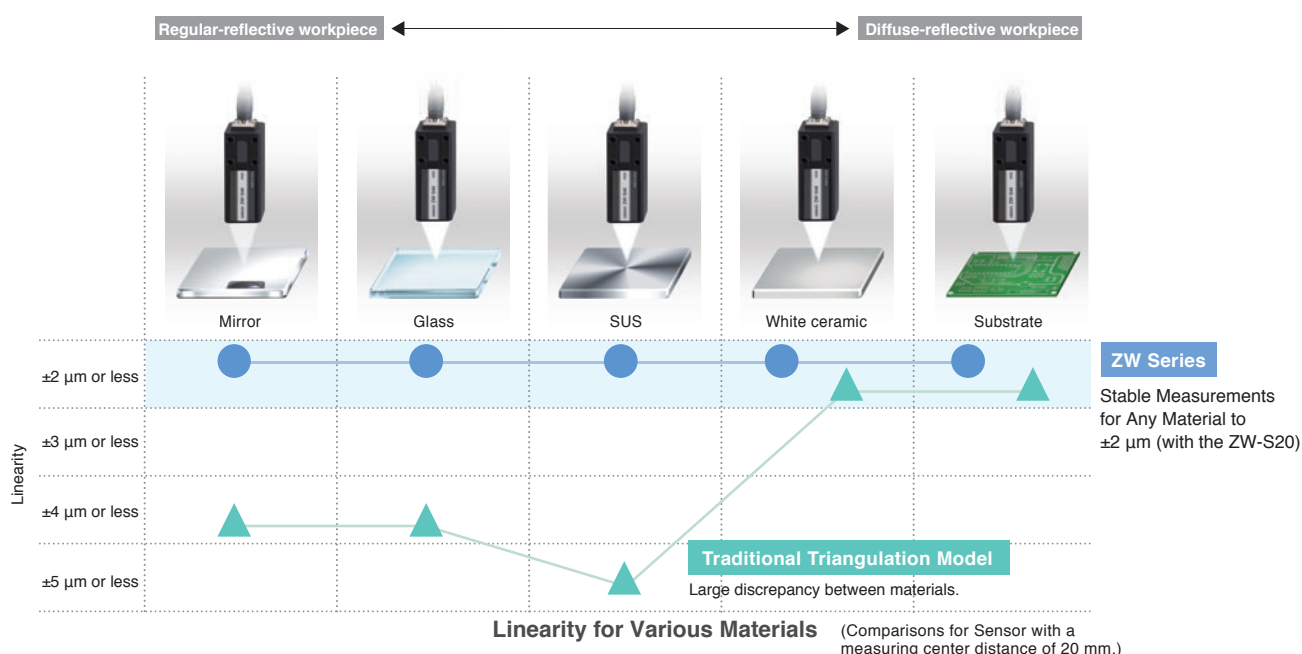 Regular-reflective workpiece
Diffuse-reflective workpiece
Mirror
Glass
SUS
White ceramic
Substrate
Linearity
±2 µm or less
±3 µm or less
±4 µm or less
±5 µm or less
ZW Series
Stable Measurements
for Any Material to
±2 µm (with the ZW-S20)
Traditional Triangulation Model
Large discrepancy between materials.
Linearity for Various Materials
(Comparisons for Sensor with a
measuring center distance of 20 mm.)